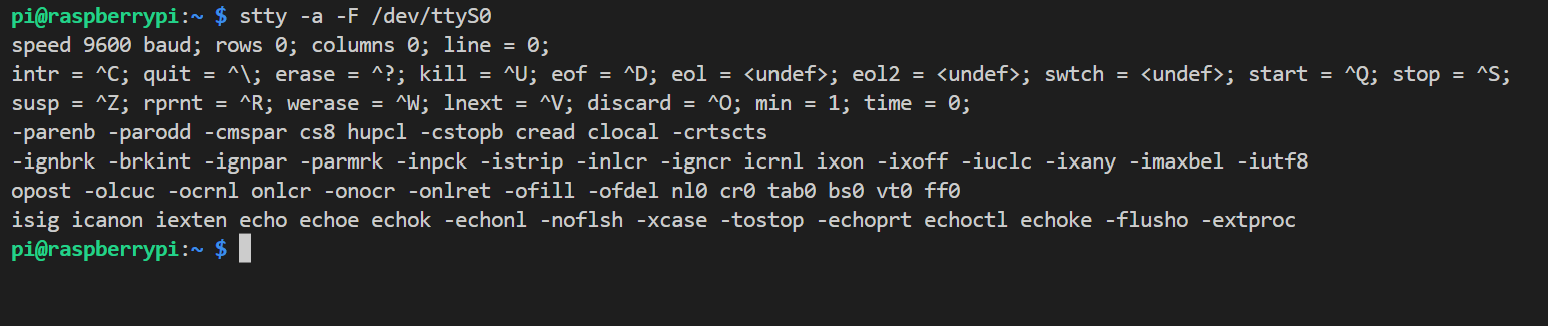 pi@raspberrypi:~ $ stty -a -F /dev/ttyS0
speed 9600 baud; rows 0; columns 0; line = 0;
intr = ^C; quit = ^\; erase = ^?; kill = ^U; eof = ^D; eol = <undef>; eol2 = <undef>; swtch = <undef>; start = ^Q; stop = ^S;
susp = ^Z; rprnt = ^R; werase = ^W; lnext = ^V; discard = ^O; min = 1; time = 0;
-parenb -parodd -cmspar cs8 hupcl -cstopb cread clocal -crtscts
-ignbrk -brkint -ignpar -parmrk -inpck -istrip -inlcr -igncr icrnl ixon -ixoff -iuclc -ixany -imaxbel -iutf8
opost -olcuc -ocrnl onlcr -onocr -onlret -ofill -ofdel nl0 cr0 tab0 bs0 vt0 ff0
isig icanon iexten echo echoe echok -echonl -noflsh -xcase -tostop -echoprt echoctl echoke -flusho -extproc
pi@raspberrypi:~ $